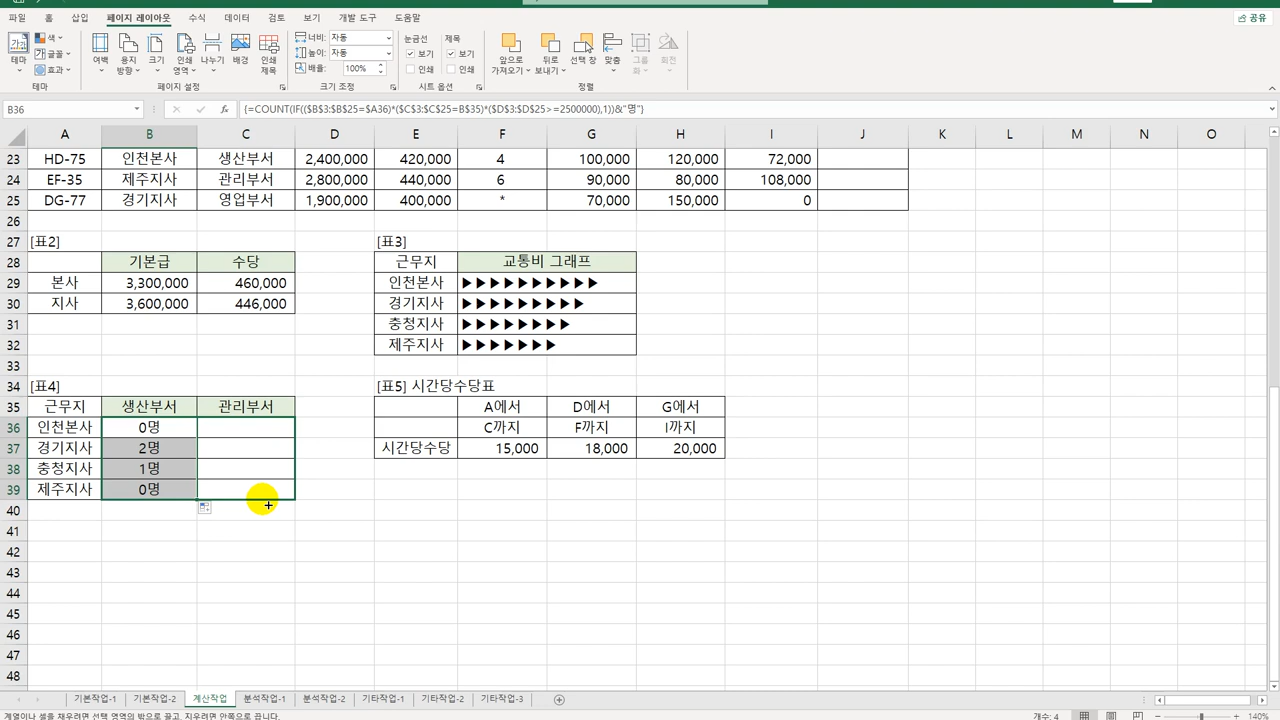 파일 홈 삽입 페이지 레이아웃 수식 데이터 검토 보기 개발 도구 도움말 공유
색 너비: 자동 눈금선 제목
가가 글꼴 높이: 자동 보기 보기
테마 효과 여백 용지 방향 크기 인쇄 영역 나누기 배경 인쇄 제목 배율: 100% 인쇄 인쇄 앞으로 가져오기 뒤로 보내기 선택 창 맞춤 그룹화 회전
테마 페이지 설정 크기 조정 시트 옵션 정렬
B36 fx {=COUNT(IF(($B$3:$B$25=$A36)*($C$3:$C$25=B$35)*($D$3:$D$25>=2500000),1))&"명"}
A B C D E F G H I J K L M N O
23 HD-75 인천본사 생산부서 2,400,000 420,000 4 100,000 120,000 72,000
24 EF-35 제주지사 관리부서 2,800,000 440,000 6 90,000 80,000 108,000
25 DG-77 경기지사 영업부서 1,900,000 400,000 * 70,000 150,000 0
26
27 [표2] [표3]
28 기본급 수당 근무지 교통비 그래프
29 본사 3,300,000 460,000 인천본사 ▶▶▶▶▶▶▶▶▶▶
30 지사 3,600,000 446,000 경기지사 ▶▶▶▶▶▶▶▶▶
31 충청지사 ▶▶▶▶▶▶▶▶
32 제주지사 ▶▶▶▶▶▶▶
33
34 [표4] [표5] 시간당수당표
35 근무지 생산부서 관리부서 A에서 D에서 G에서
36 인천본사 0명 C까지 F까지 I까지
37 경기지사 2명 시간당수당 15,000 18,000 20,000
38 충청지사 1명
39 제주지사 0명
40
41
42
43
44
45
46
47
48
기본작업-1 기본작업-2 계산작업 분석작업-1 분석작업-2 기타작업-1 기타작업-2 기타작업-3
계열이나 셀을 채우려면 선택 영역의 밖으로 끌고, 지우려면 안쪽으로 끕니다. 개수: 4 140%